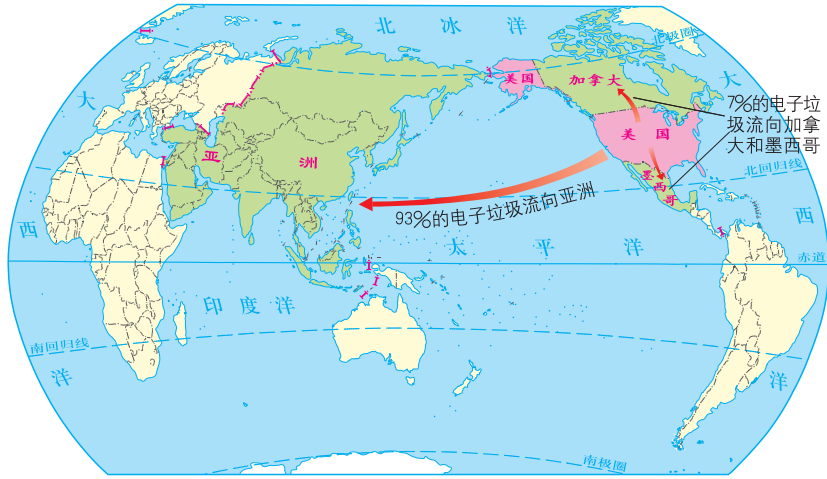 北冰洋
北极圈
大
大
美国
加拿大
7%的电子垃
圾流向加拿
大和墨西哥
美国
亚洲
墨西哥
北回归线
93%的电子垃圾流向亚洲
西
西
太平洋
赤道
印度洋
南回归线
洋
洋
南极圈